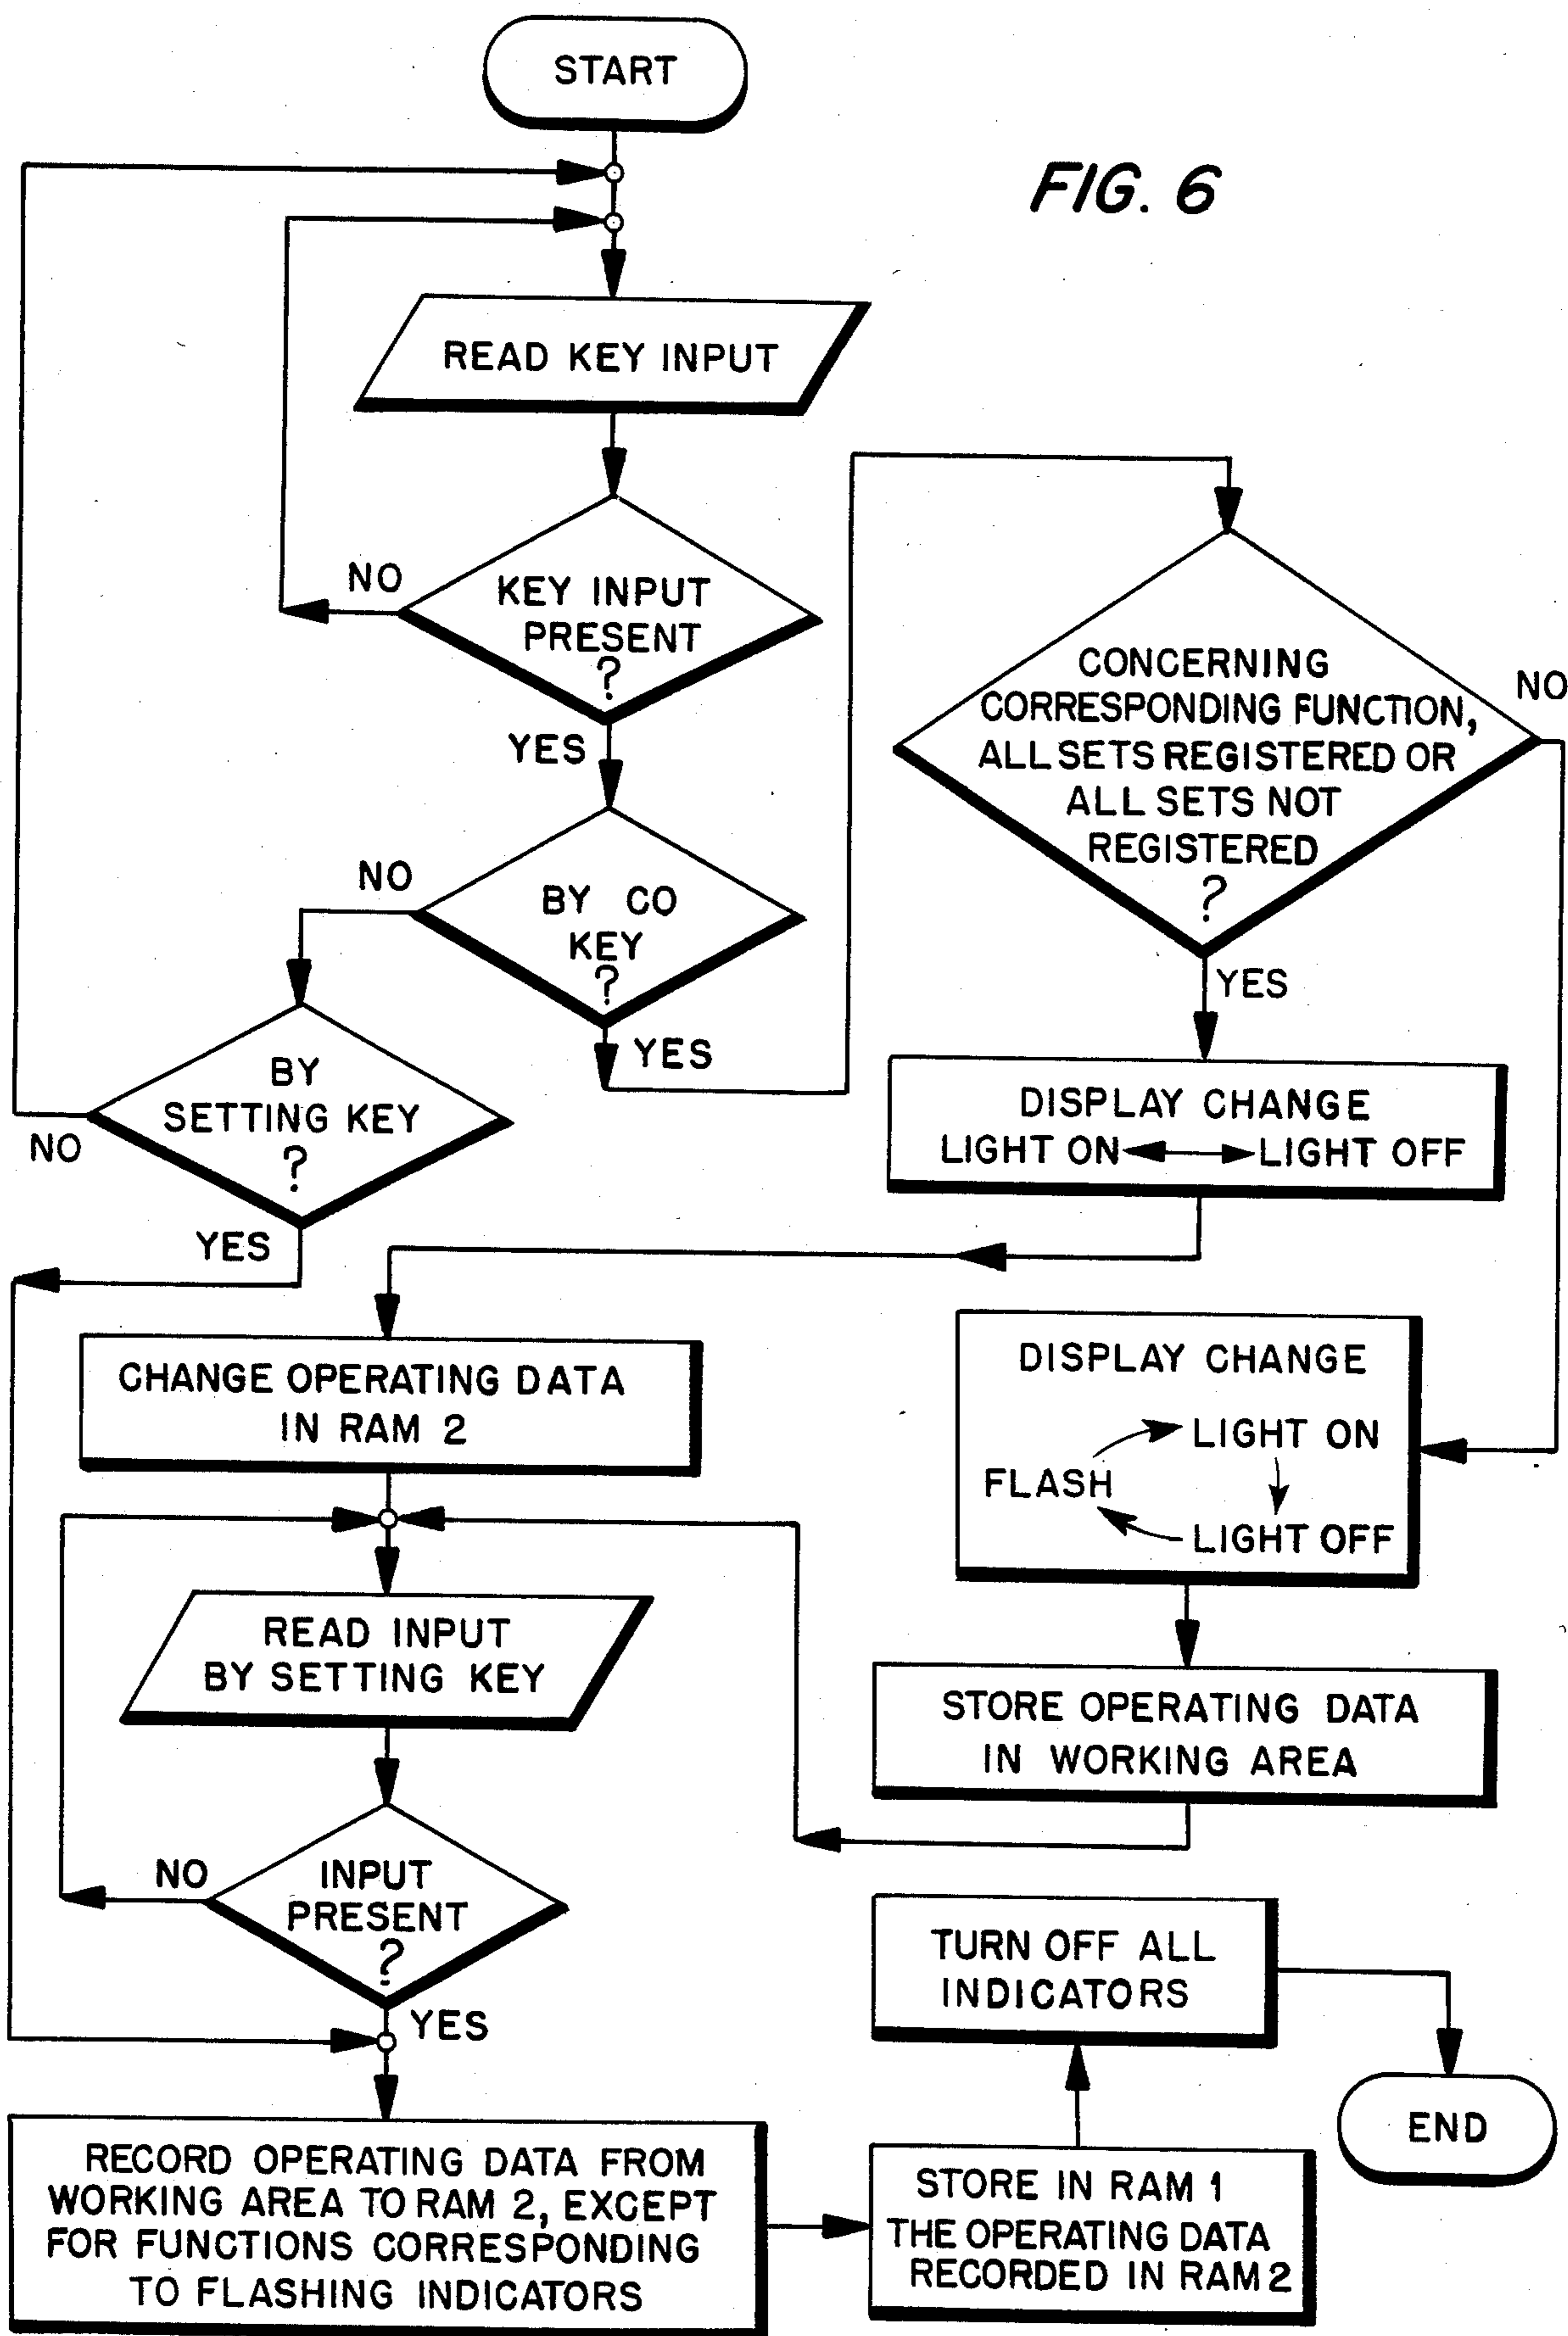 START
FIG. 6
READ KEY INPUT
NO
KEY INPUT
PRESENT
?
YES
NO
BY CO
KEY
?
YES
BY
SETTING KEY
?
NO
YES
CONCERNING
CORRESPONDING FUNCTION,
ALL SETS REGISTERED OR
ALL SETS NOT
REGISTERED
?
NO
YES
DISPLAY CHANGE
LIGHT ON LIGHT OFF
CHANGE OPERATING DATA
IN RAM 2
DISPLAY CHANGE
LIGHT ON
FLASH
LIGHT OFF
READ INPUT
BY SETTING KEY
STORE OPERATING DATA
IN WORKING AREA
NO
INPUT
PRESENT
?
YES
TURN OFF ALL
INDICATORS
END
RECORD OPERATING DATA FROM
WORKING AREA TO RAM 2, EXCEPT
FOR FUNCTIONS CORRESPONDING
TO FLASHING INDICATORS
STORE IN RAM 1
THE OPERATING DATA
RECORDED IN RAM 2